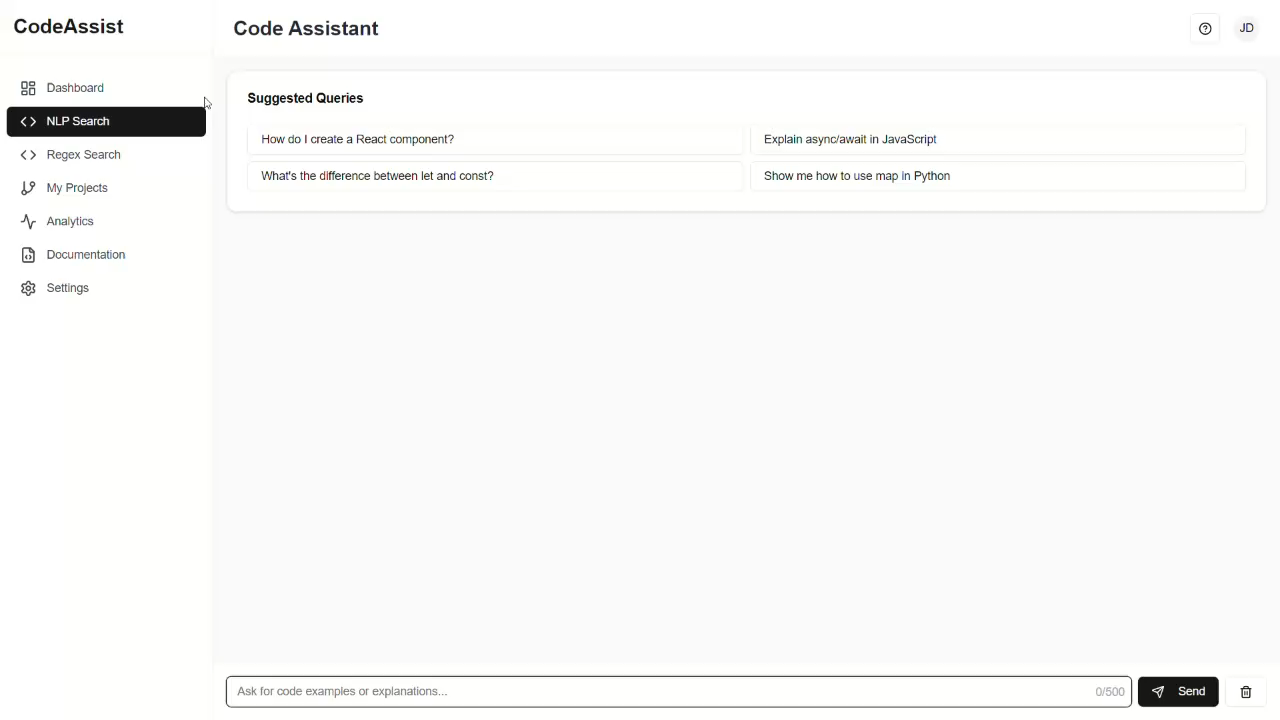 CodeAssist
Code Assistant
JD
Dashboard
NLP Search
Regex Search
My Projects
Analytics
Documentation
Settings
Suggested Queries
How do I create a React component?
Explain async/await in JavaScript
What's the difference between let and const?
Show me how to use map in Python
Ask for code examples or explanations...
0/500
Send